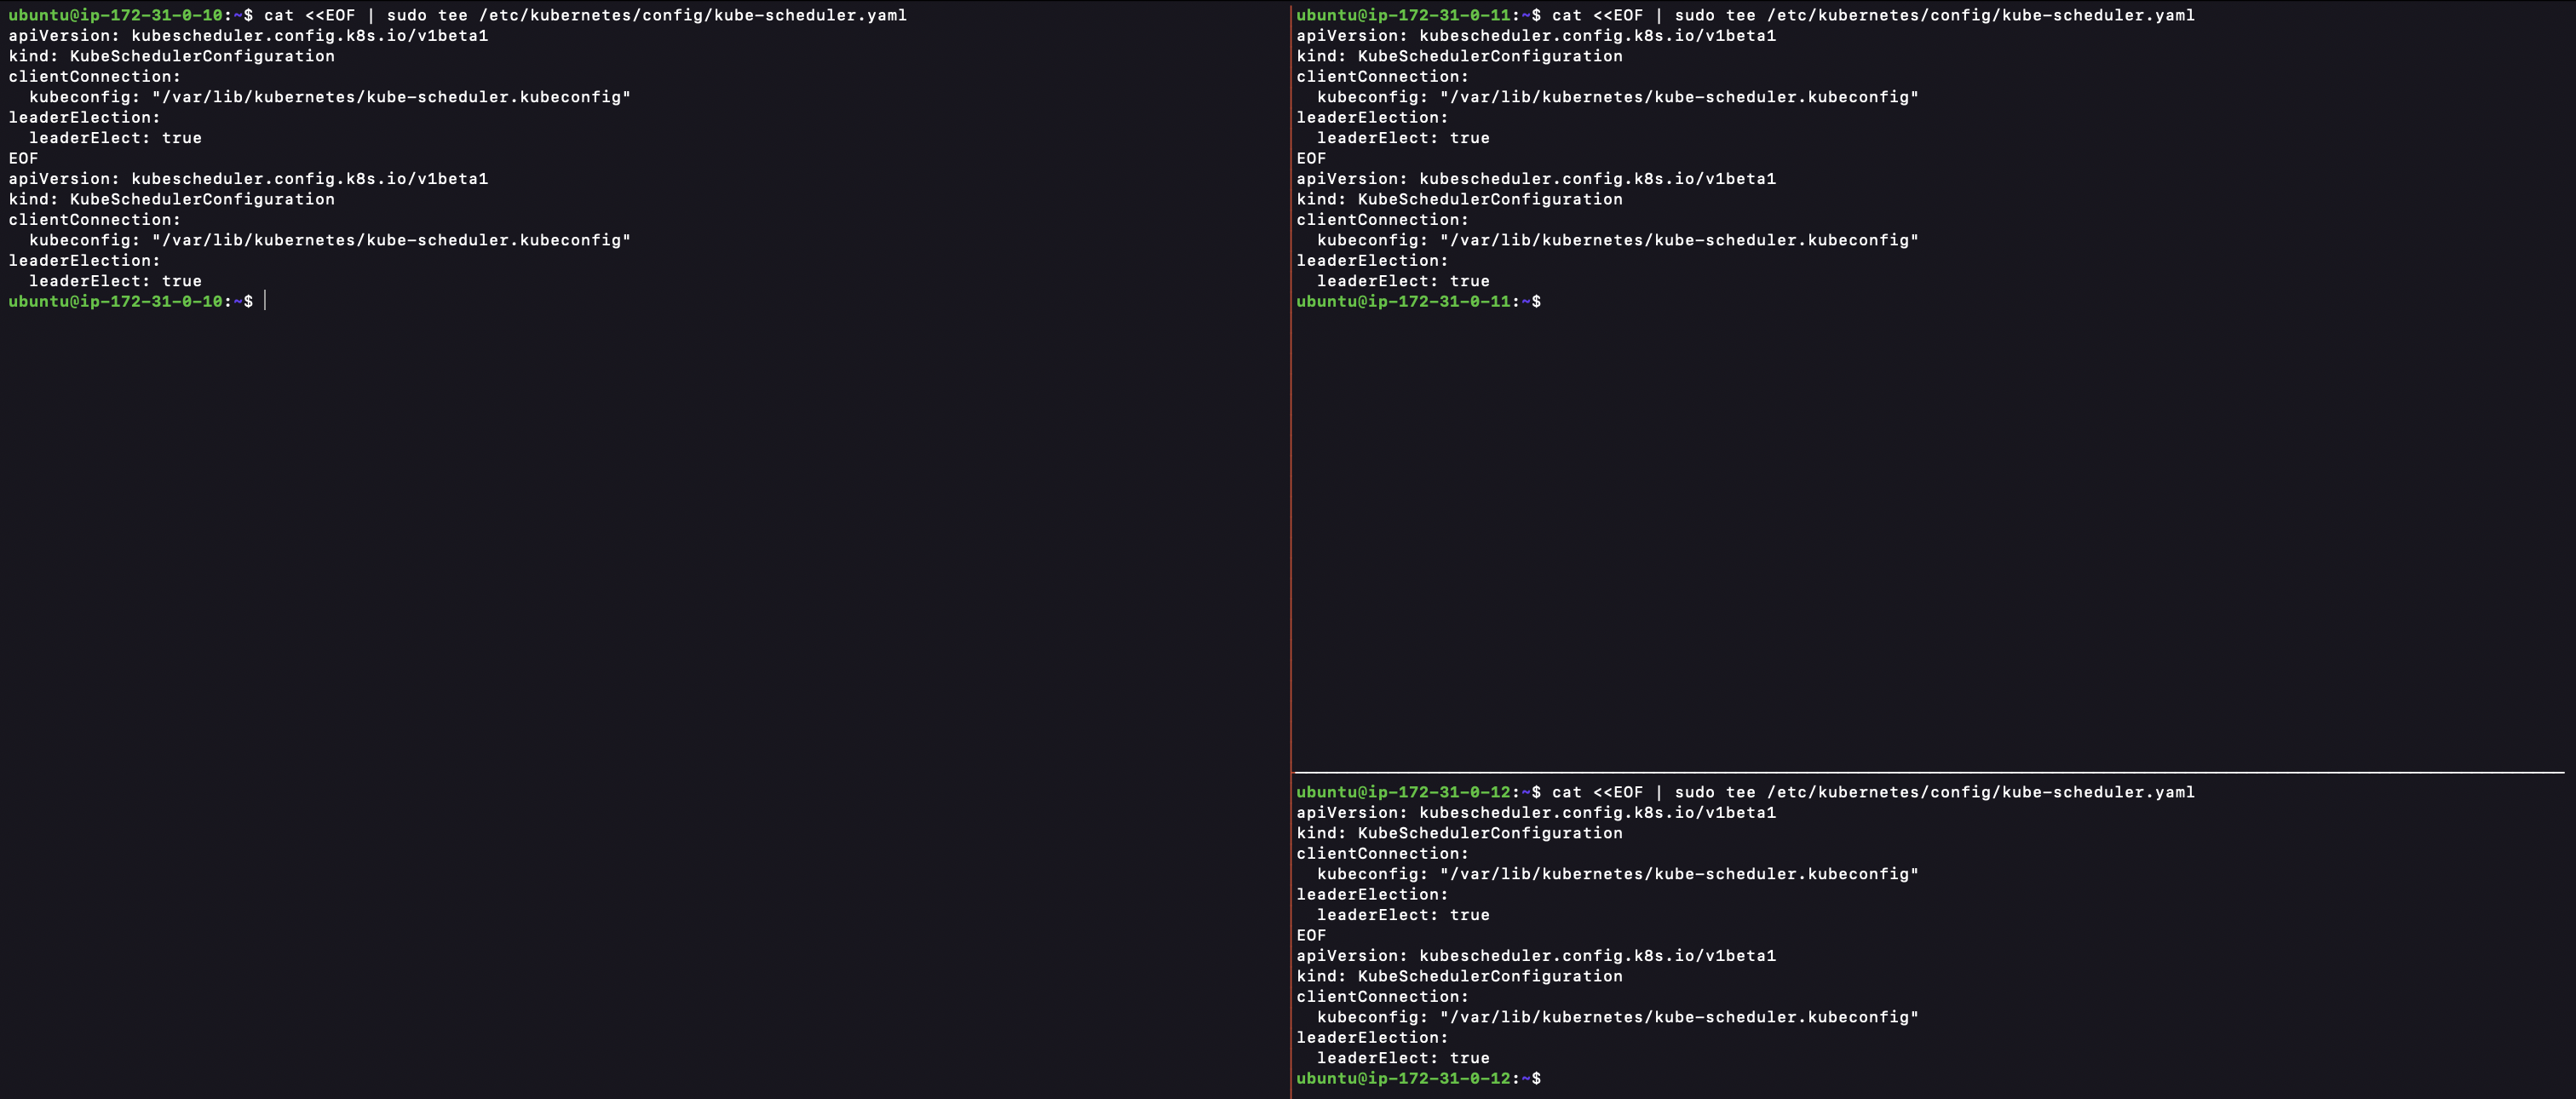 ubuntu@ip-172-31-0-10:~$ cat <<EOF | sudo tee /etc/kubernetes/config/kube-scheduler.yaml
apiVersion: kubescheduler.config.k8s.io/v1beta1
kind: KubeSchedulerConfiguration
clientConnection:
  kubeconfig: "/var/lib/kubernetes/kube-scheduler.kubeconfig"
leaderElection:
  leaderElect: true
EOF
apiVersion: kubescheduler.config.k8s.io/v1beta1
kind: KubeSchedulerConfiguration
clientConnection:
  kubeconfig: "/var/lib/kubernetes/kube-scheduler.kubeconfig"
leaderElection:
  leaderElect: true
ubuntu@ip-172-31-0-10:~$
ubuntu@ip-172-31-0-11:~$ cat <<EOF | sudo tee /etc/kubernetes/config/kube-scheduler.yaml
apiVersion: kubescheduler.config.k8s.io/v1beta1
kind: KubeSchedulerConfiguration
clientConnection:
  kubeconfig: "/var/lib/kubernetes/kube-scheduler.kubeconfig"
leaderElection:
  leaderElect: true
EOF
apiVersion: kubescheduler.config.k8s.io/v1beta1
kind: KubeSchedulerConfiguration
clientConnection:
  kubeconfig: "/var/lib/kubernetes/kube-scheduler.kubeconfig"
leaderElection:
  leaderElect: true
ubuntu@ip-172-31-0-11:~$
ubuntu@ip-172-31-0-12:~$ cat <<EOF | sudo tee /etc/kubernetes/config/kube-scheduler.yaml
apiVersion: kubescheduler.config.k8s.io/v1beta1
kind: KubeSchedulerConfiguration
clientConnection:
  kubeconfig: "/var/lib/kubernetes/kube-scheduler.kubeconfig"
leaderElection:
  leaderElect: true
EOF
apiVersion: kubescheduler.config.k8s.io/v1beta1
kind: KubeSchedulerConfiguration
clientConnection:
  kubeconfig: "/var/lib/kubernetes/kube-scheduler.kubeconfig"
leaderElection:
  leaderElect: true
ubuntu@ip-172-31-0-12:~$